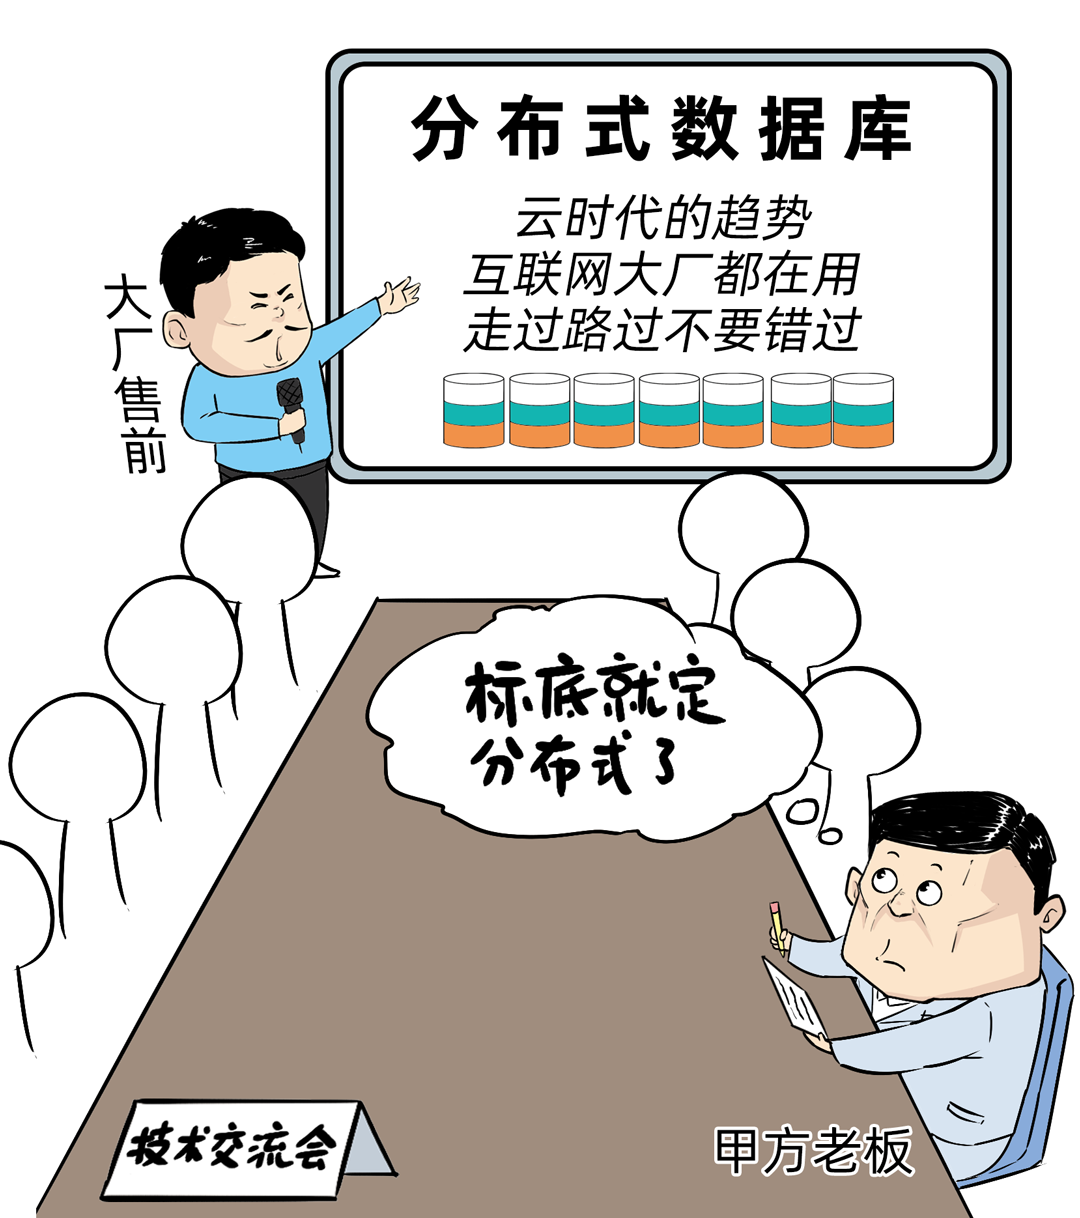 分布式数据库
云时代的趋势
互联网大厂都在用
走过路过不要错过
大厂售前
标底就定
分布式了
技术交流会
甲方老板